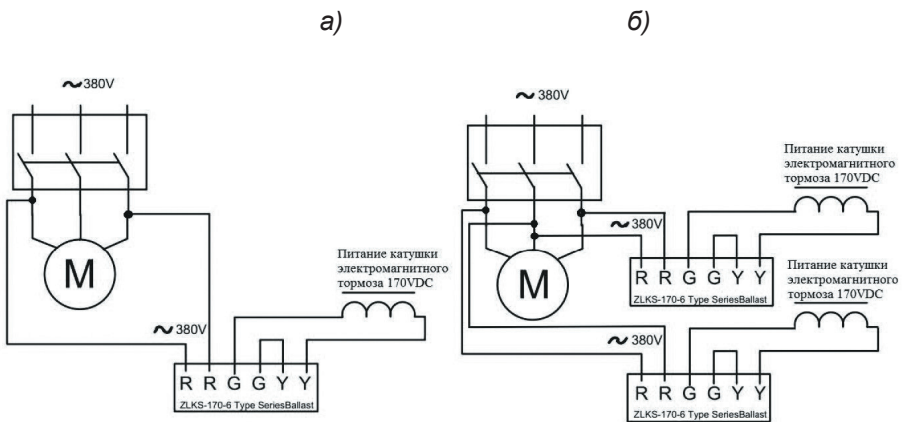 а)
б)
~380V
M
Питание катушки
электромагнитного
тормоза 170VDC
~380V
R R G G Y Y
ZLKS-170-6 Type SeriesBallast
~380V
M
Питание катушки
электромагнитного
тормоза 170VDC
~380V
R R G G Y Y
ZLKS-170-6 Type SeriesBallast
Питание катушки
электромагнитного
тормоза 170VDC
~380V
R R G G Y Y
ZLKS-170-6 Type SeriesBallast